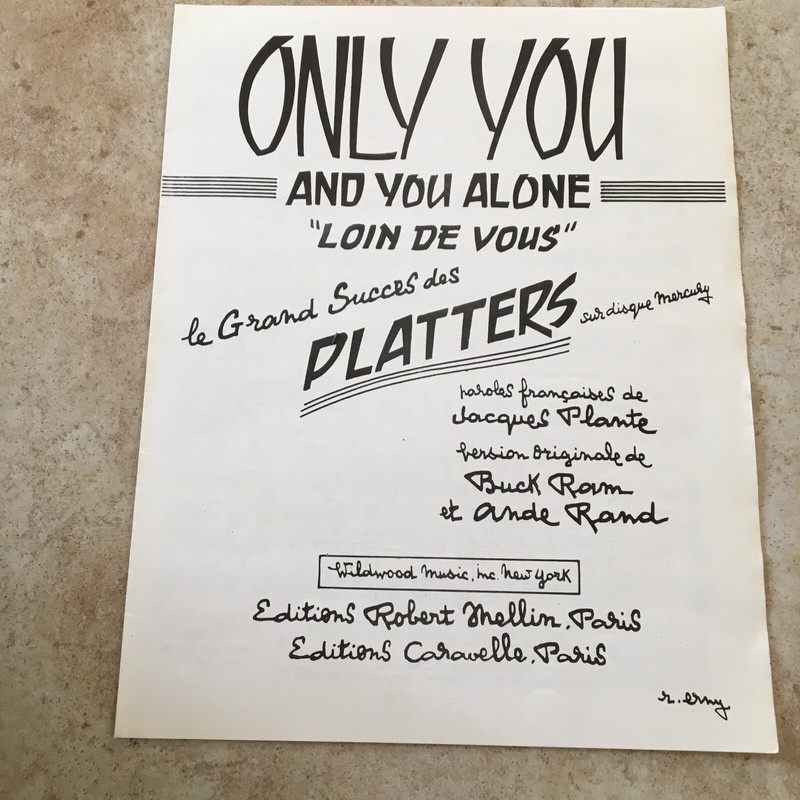 ONLY YOU
AND YOU ALONE
"LOIN DE VOUS"
le Grand Succès des
PLATTERS sur disque Mercury
paroles françaises de
Jacques Plante
version originale de
Buck Ram
et Ande Rand
Wildwood Music, Inc. New York
Editions Robert Mellin, Paris
Editions Caravelle, Paris
r. erny